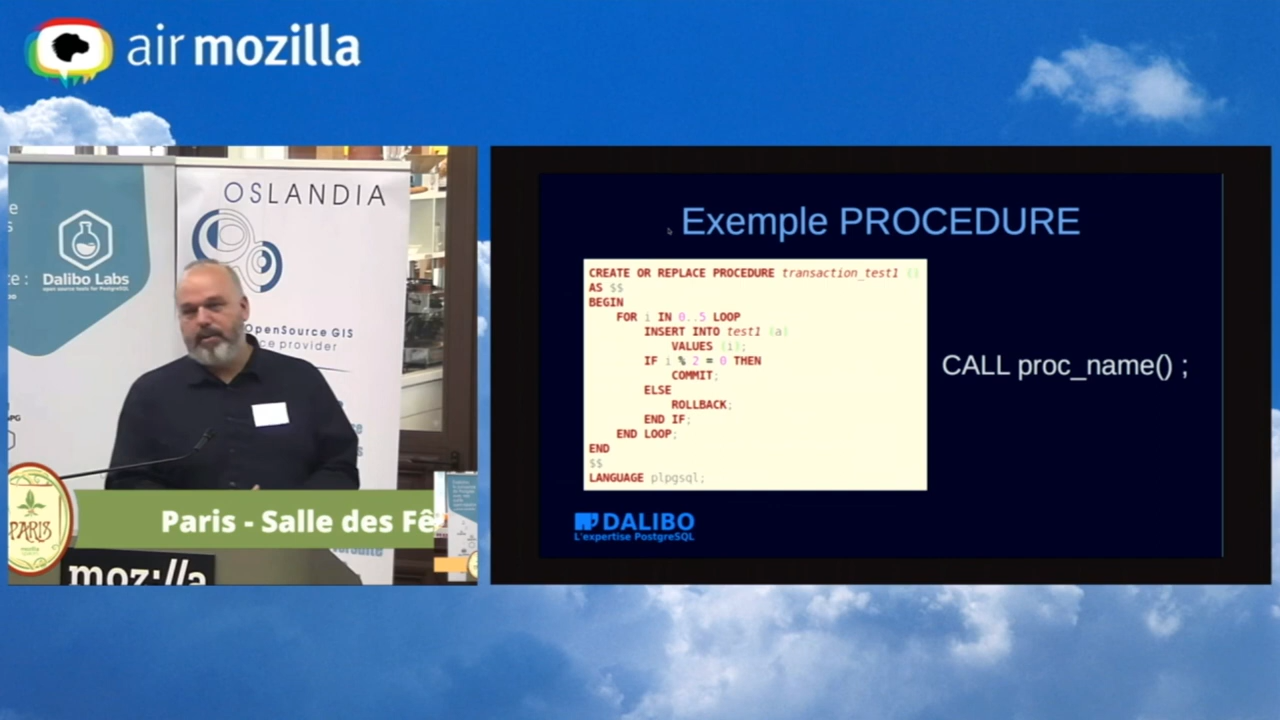 air mozilla
OSLANDIA
Dalibo Labs
open source tools for PostgreSQL
OpenSource GIS
ce provider
Paris - Salle des Fê
PARIS
mozilla
moz://a
Exemple PROCEDURE
CREATE OR REPLACE PROCEDURE transaction_test1 ()
AS $$
BEGIN
FOR i IN 0..5 LOOP
INSERT INTO test1 (a)
VALUES (i);
IF i % 2 = 0 THEN
COMMIT;
ELSE
ROLLBACK;
END IF;
END LOOP;
END
$$
LANGUAGE plpgsql;
CALL proc_name() ;
DALIBO
L'expertise PostgreSQL